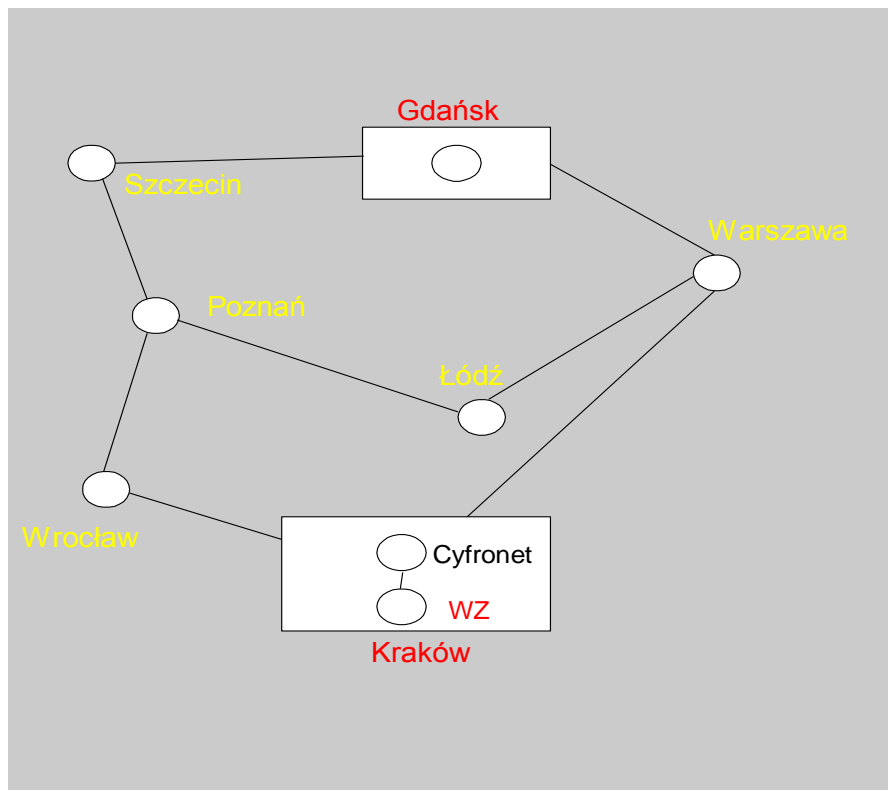 Gdańsk
Szczecin
Warszawa
Poznań
Łódź
Wrocław
Cyfronet
WZ
Kraków